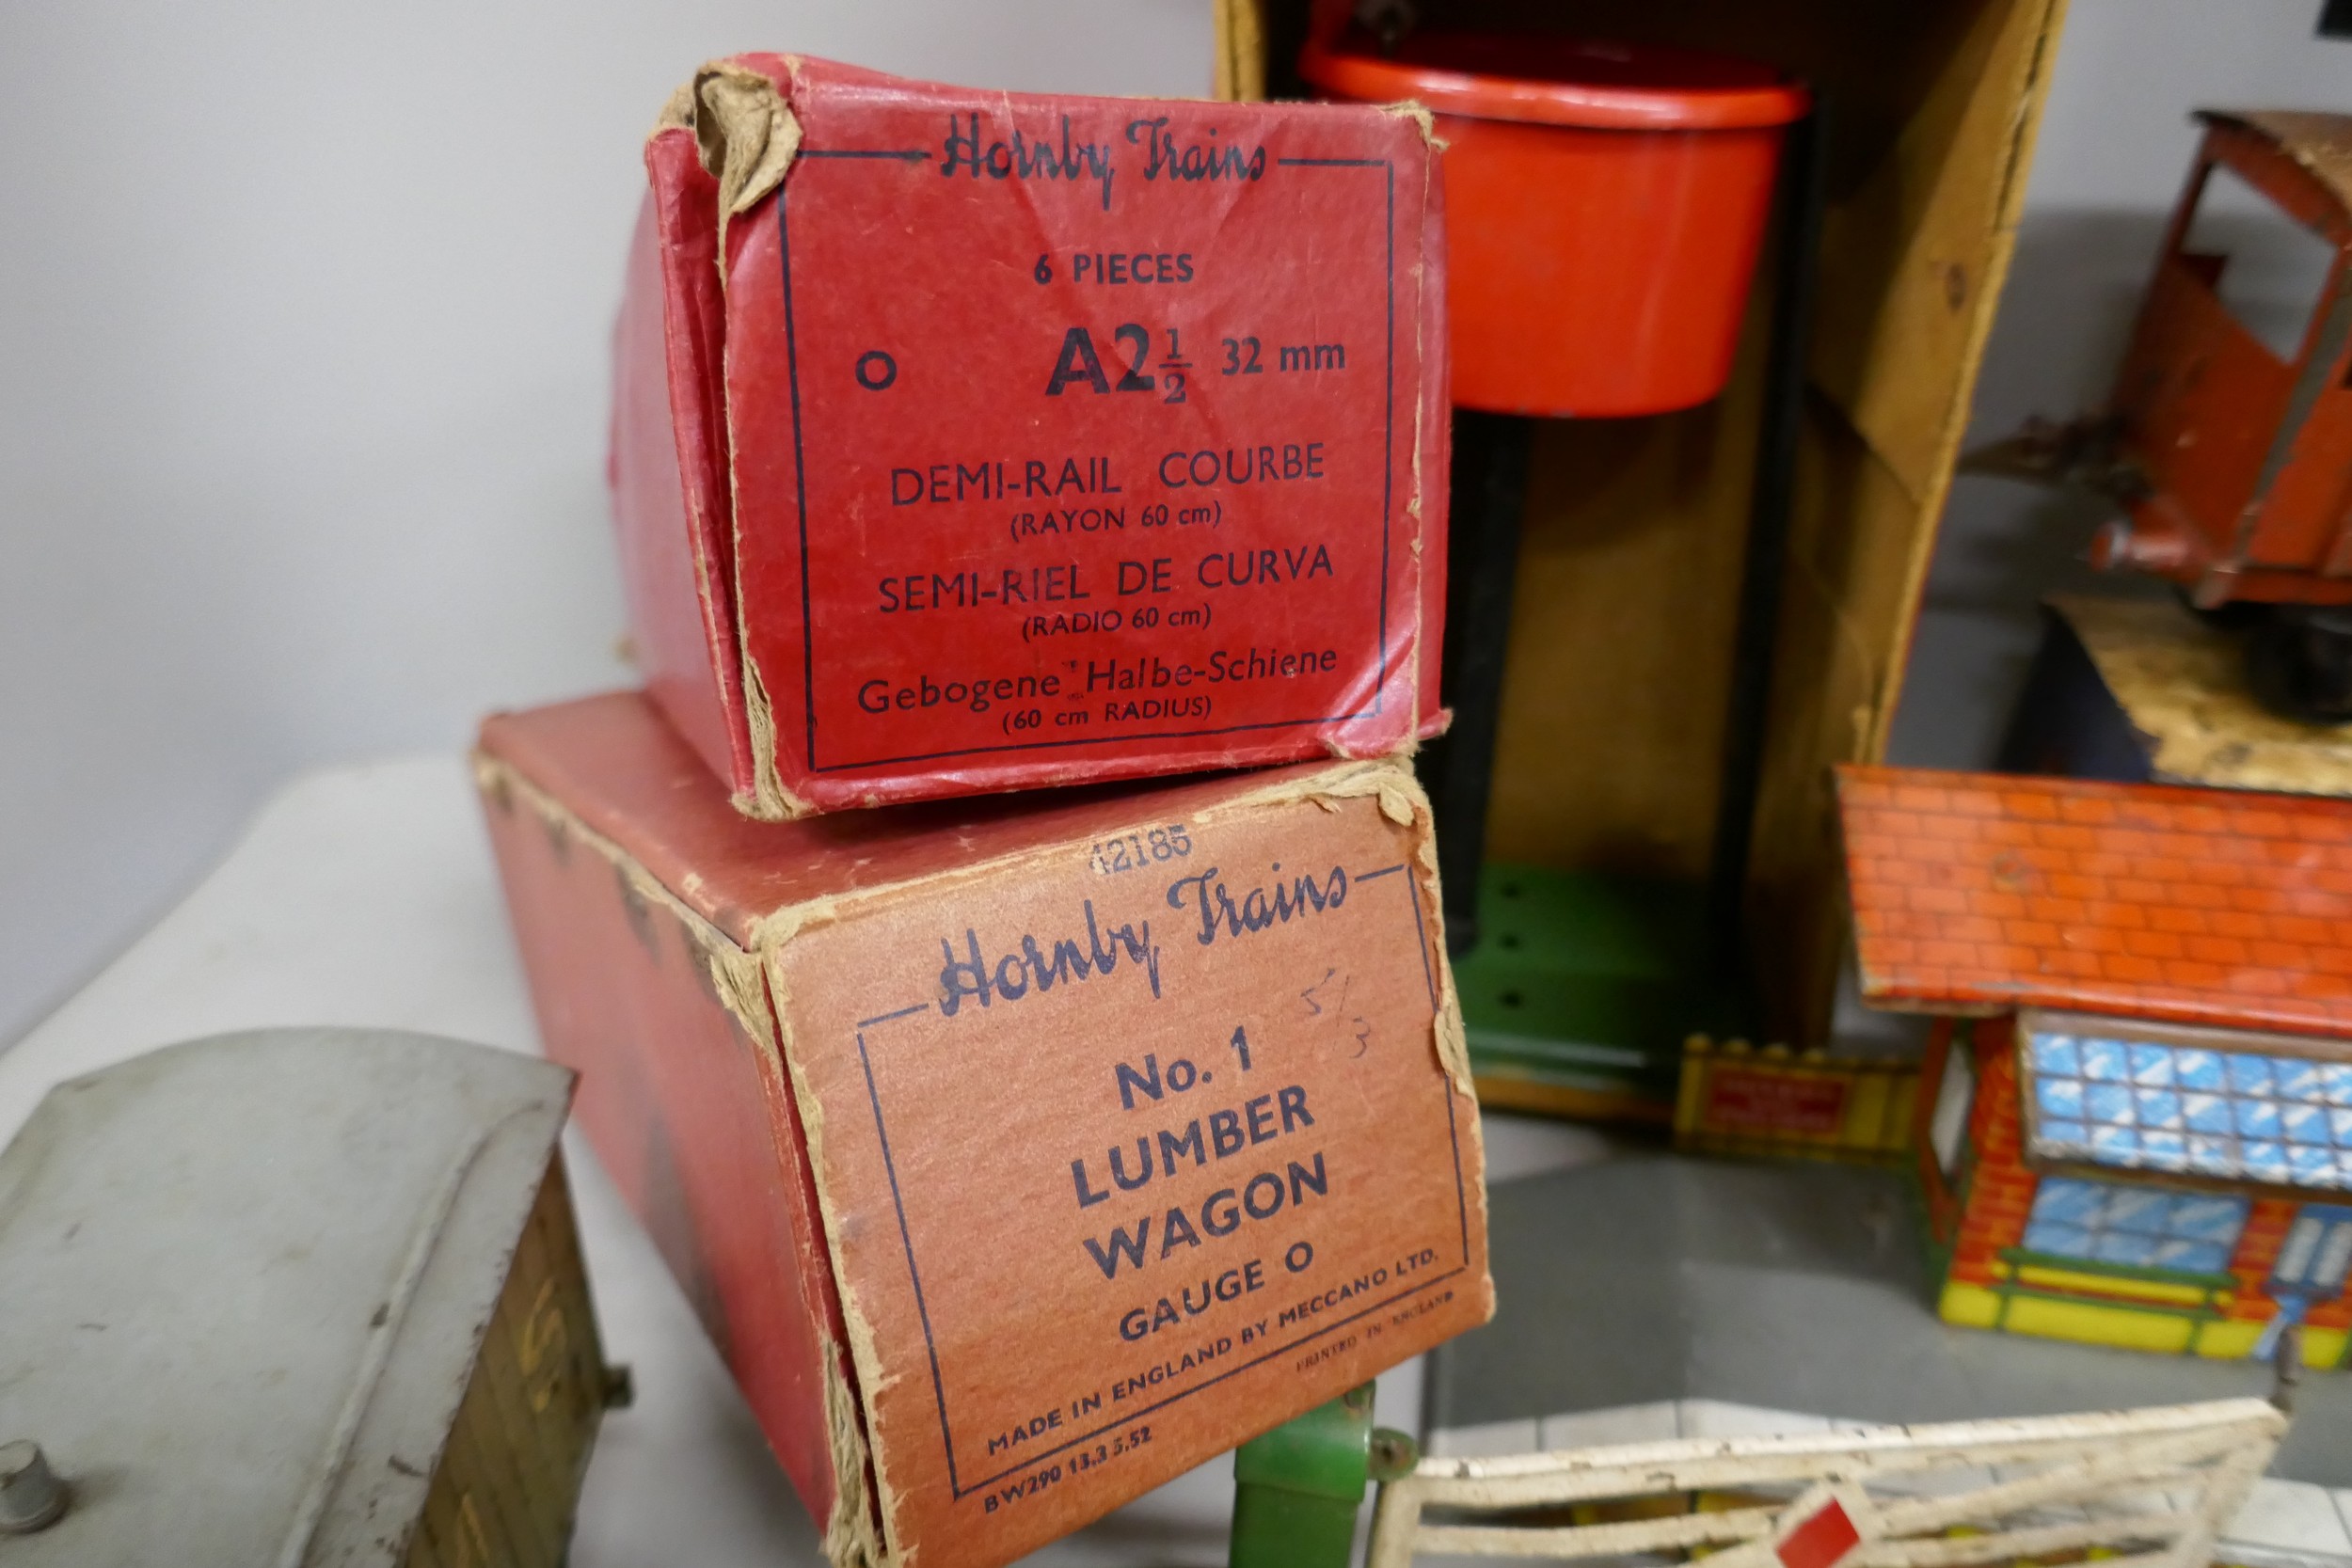 Hornby Trains
6 PIECES
O A2½ 32 mm
DEMI-RAIL COURBE
(RAYON 60 cm)
SEMI-RIEL DE CURVA
(RADIO 60 cm)
Gebogene Halbe-Schiene
(60 cm RADIUS)
42185
Hornby Trains
5/3
No. 1
LUMBER
WAGON
GAUGE O
MADE IN ENGLAND BY MECCANO LTD.
PRINTED IN ENGLAND
BW290 13.3 5.52